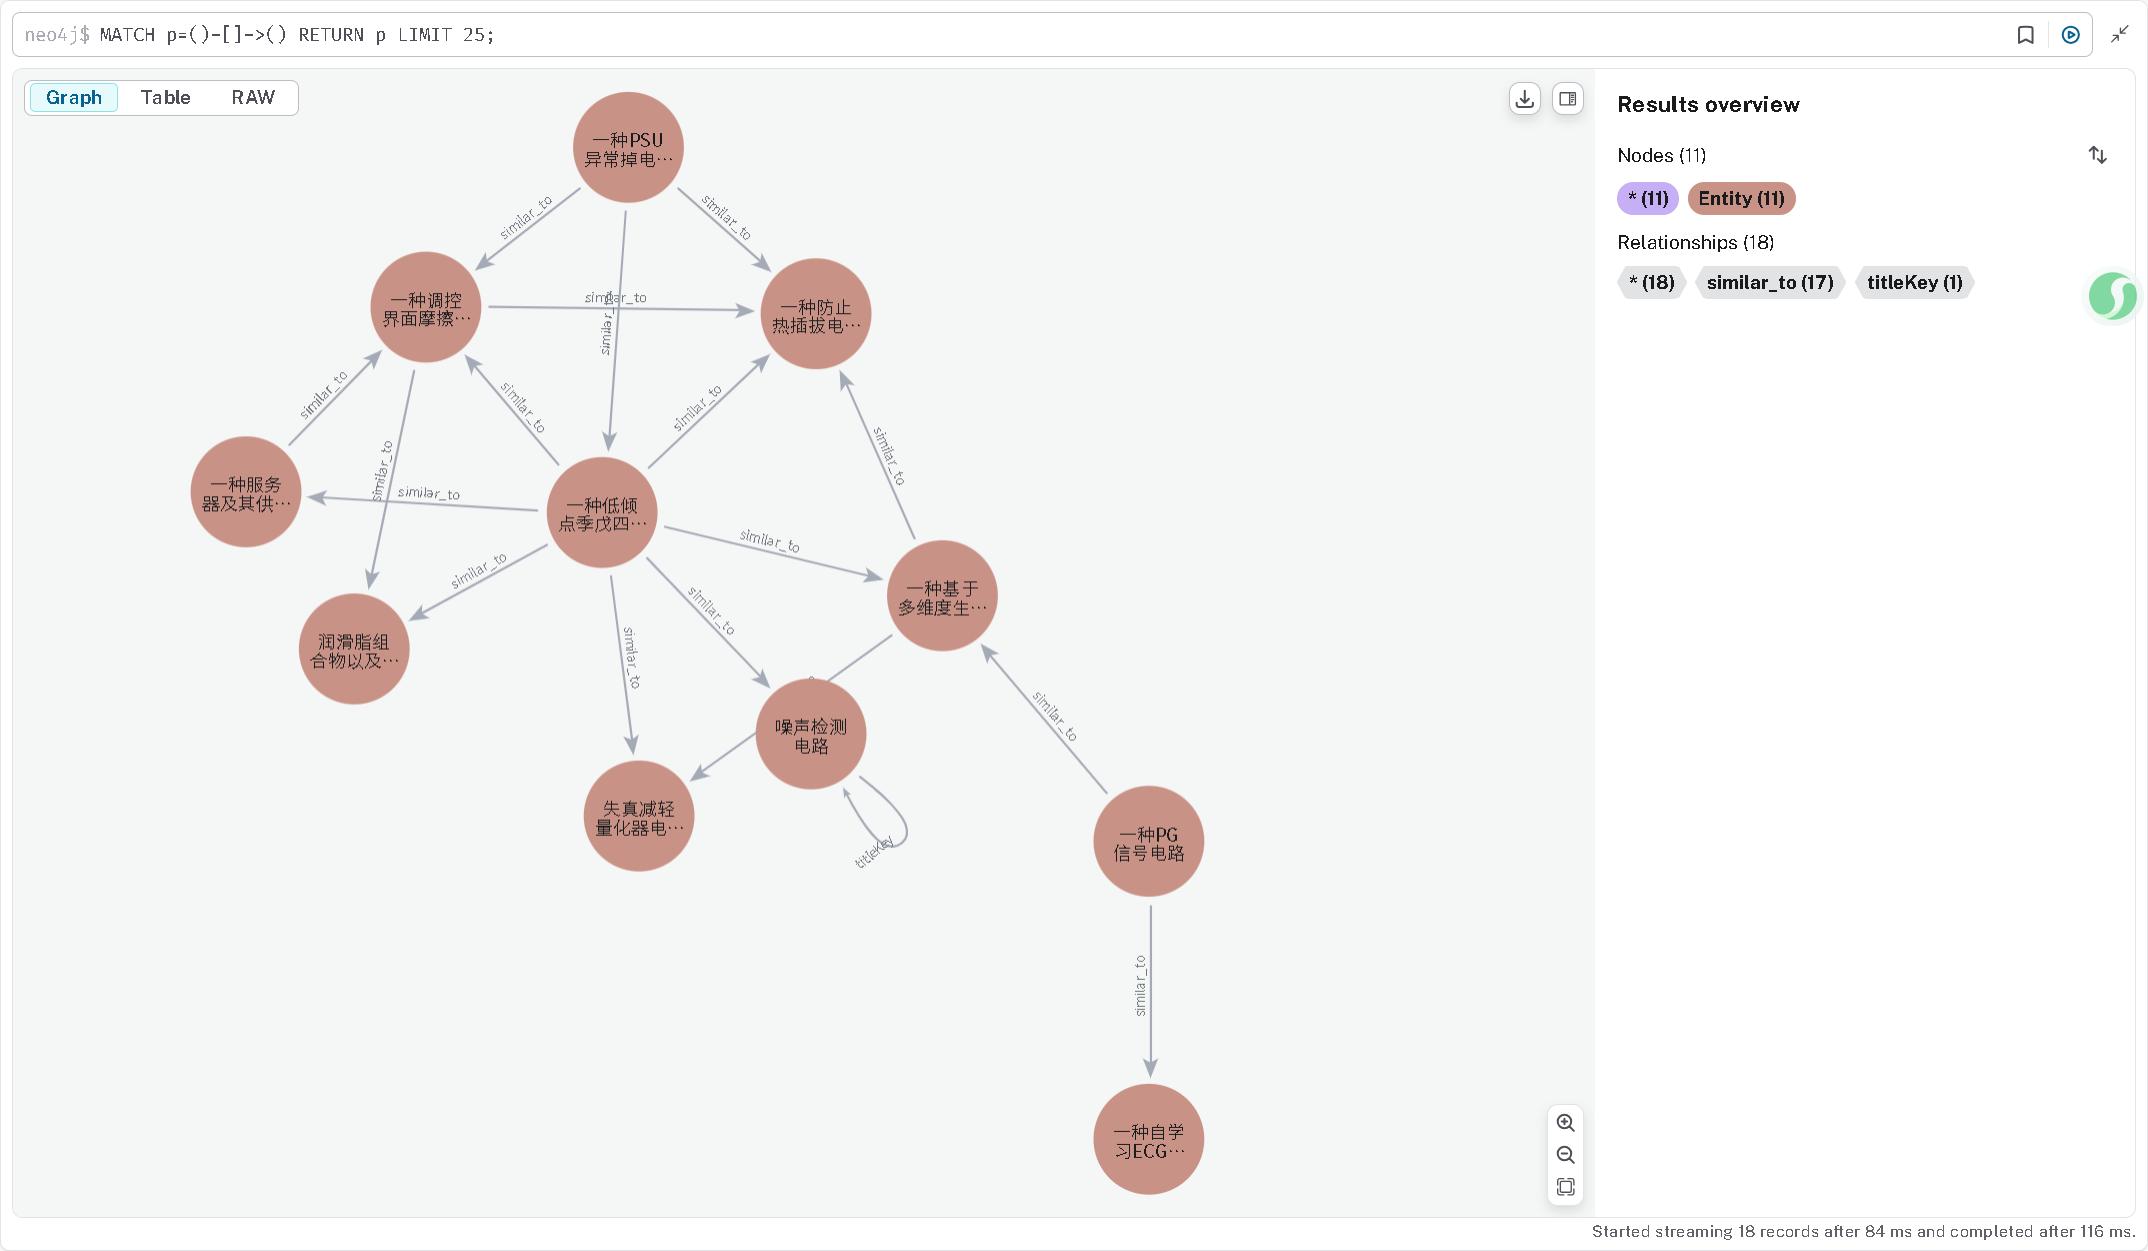 neo4j$ MATCH p=()-[]->() RETURN p LIMIT 25;
Graph
Table
RAW
Results overview
Nodes (11)
* (11)
Entity (11)
Relationships (18)
* (18)
similar_to (17)
titleKey (1)
一种PSU
异常掉电…
similar_to
similar_to
similar_to
一种调控
界面摩擦…
similar_to
一种防止
热插拔电…
similar_to
similar_to
similar_to
similar_to
similar_to
一种服务
器及其供…
similar_to
一种低倾
点季戊四…
similar_to
similar_to
similar_to
similar_to
一种基于
多维度生…
润滑脂组
合物以及…
similar_to
噪声检测
电路
失真减轻
量化器电…
titleKey
一种PG
信号电路
similar_to
一种自学
习ECG…
Started streaming 18 records after 84 ms and completed after 116 ms.